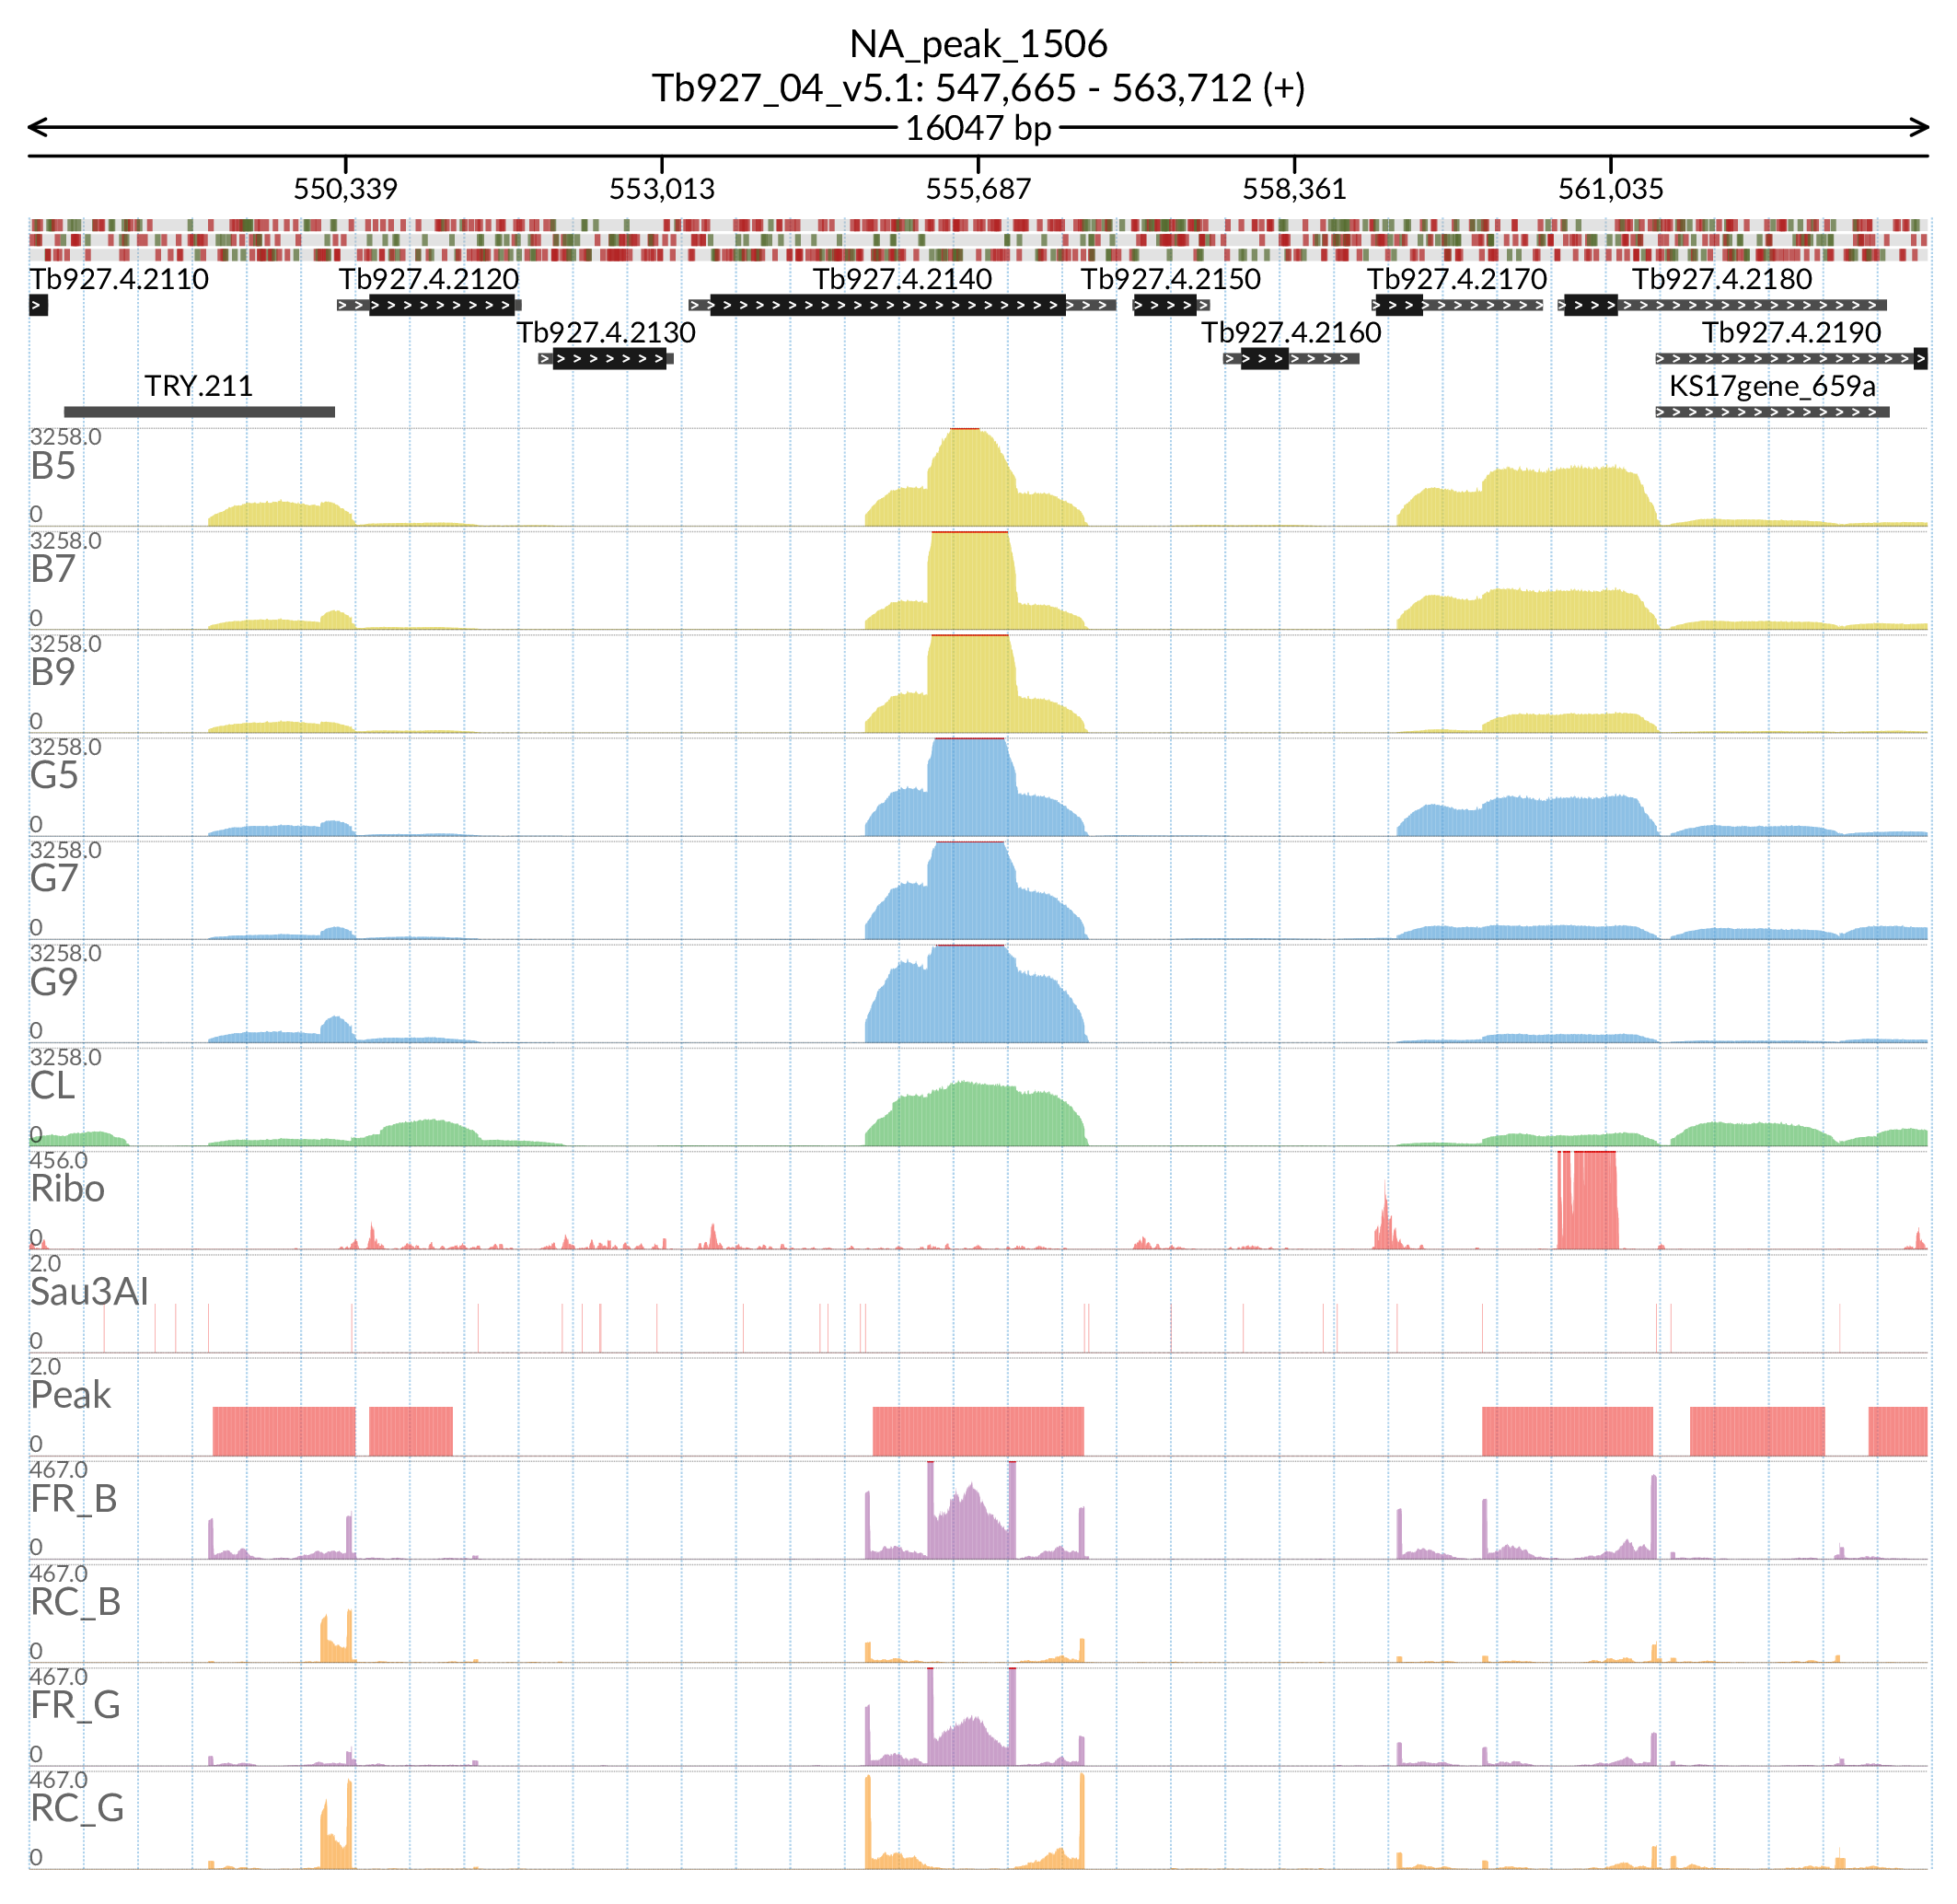 NA_peak_1506
Tb927_04_v5.1: 547,665 - 563,712 (+)
16047 bp
550,339 553,013 555,687 558,361 561,035
Tb927.4.2110 Tb927.4.2120 Tb927.4.2140 Tb927.4.2150 Tb927.4.2170 Tb927.4.2180
Tb927.4.2130 Tb927.4.2160 Tb927.4.2190
TRY.211 KS17gene_659a
3258.0
B5
0
3258.0
B7
0
3258.0
B9
0
3258.0
G5
0
3258.0
G7
0
3258.0
G9
0
3258.0
CL
0
456.0
Ribo
0
2.0
Sau3AI
0
2.0
Peak
0
467.0
FR_B
0
467.0
RC_B
0
467.0
FR_G
0
467.0
RC_G
0